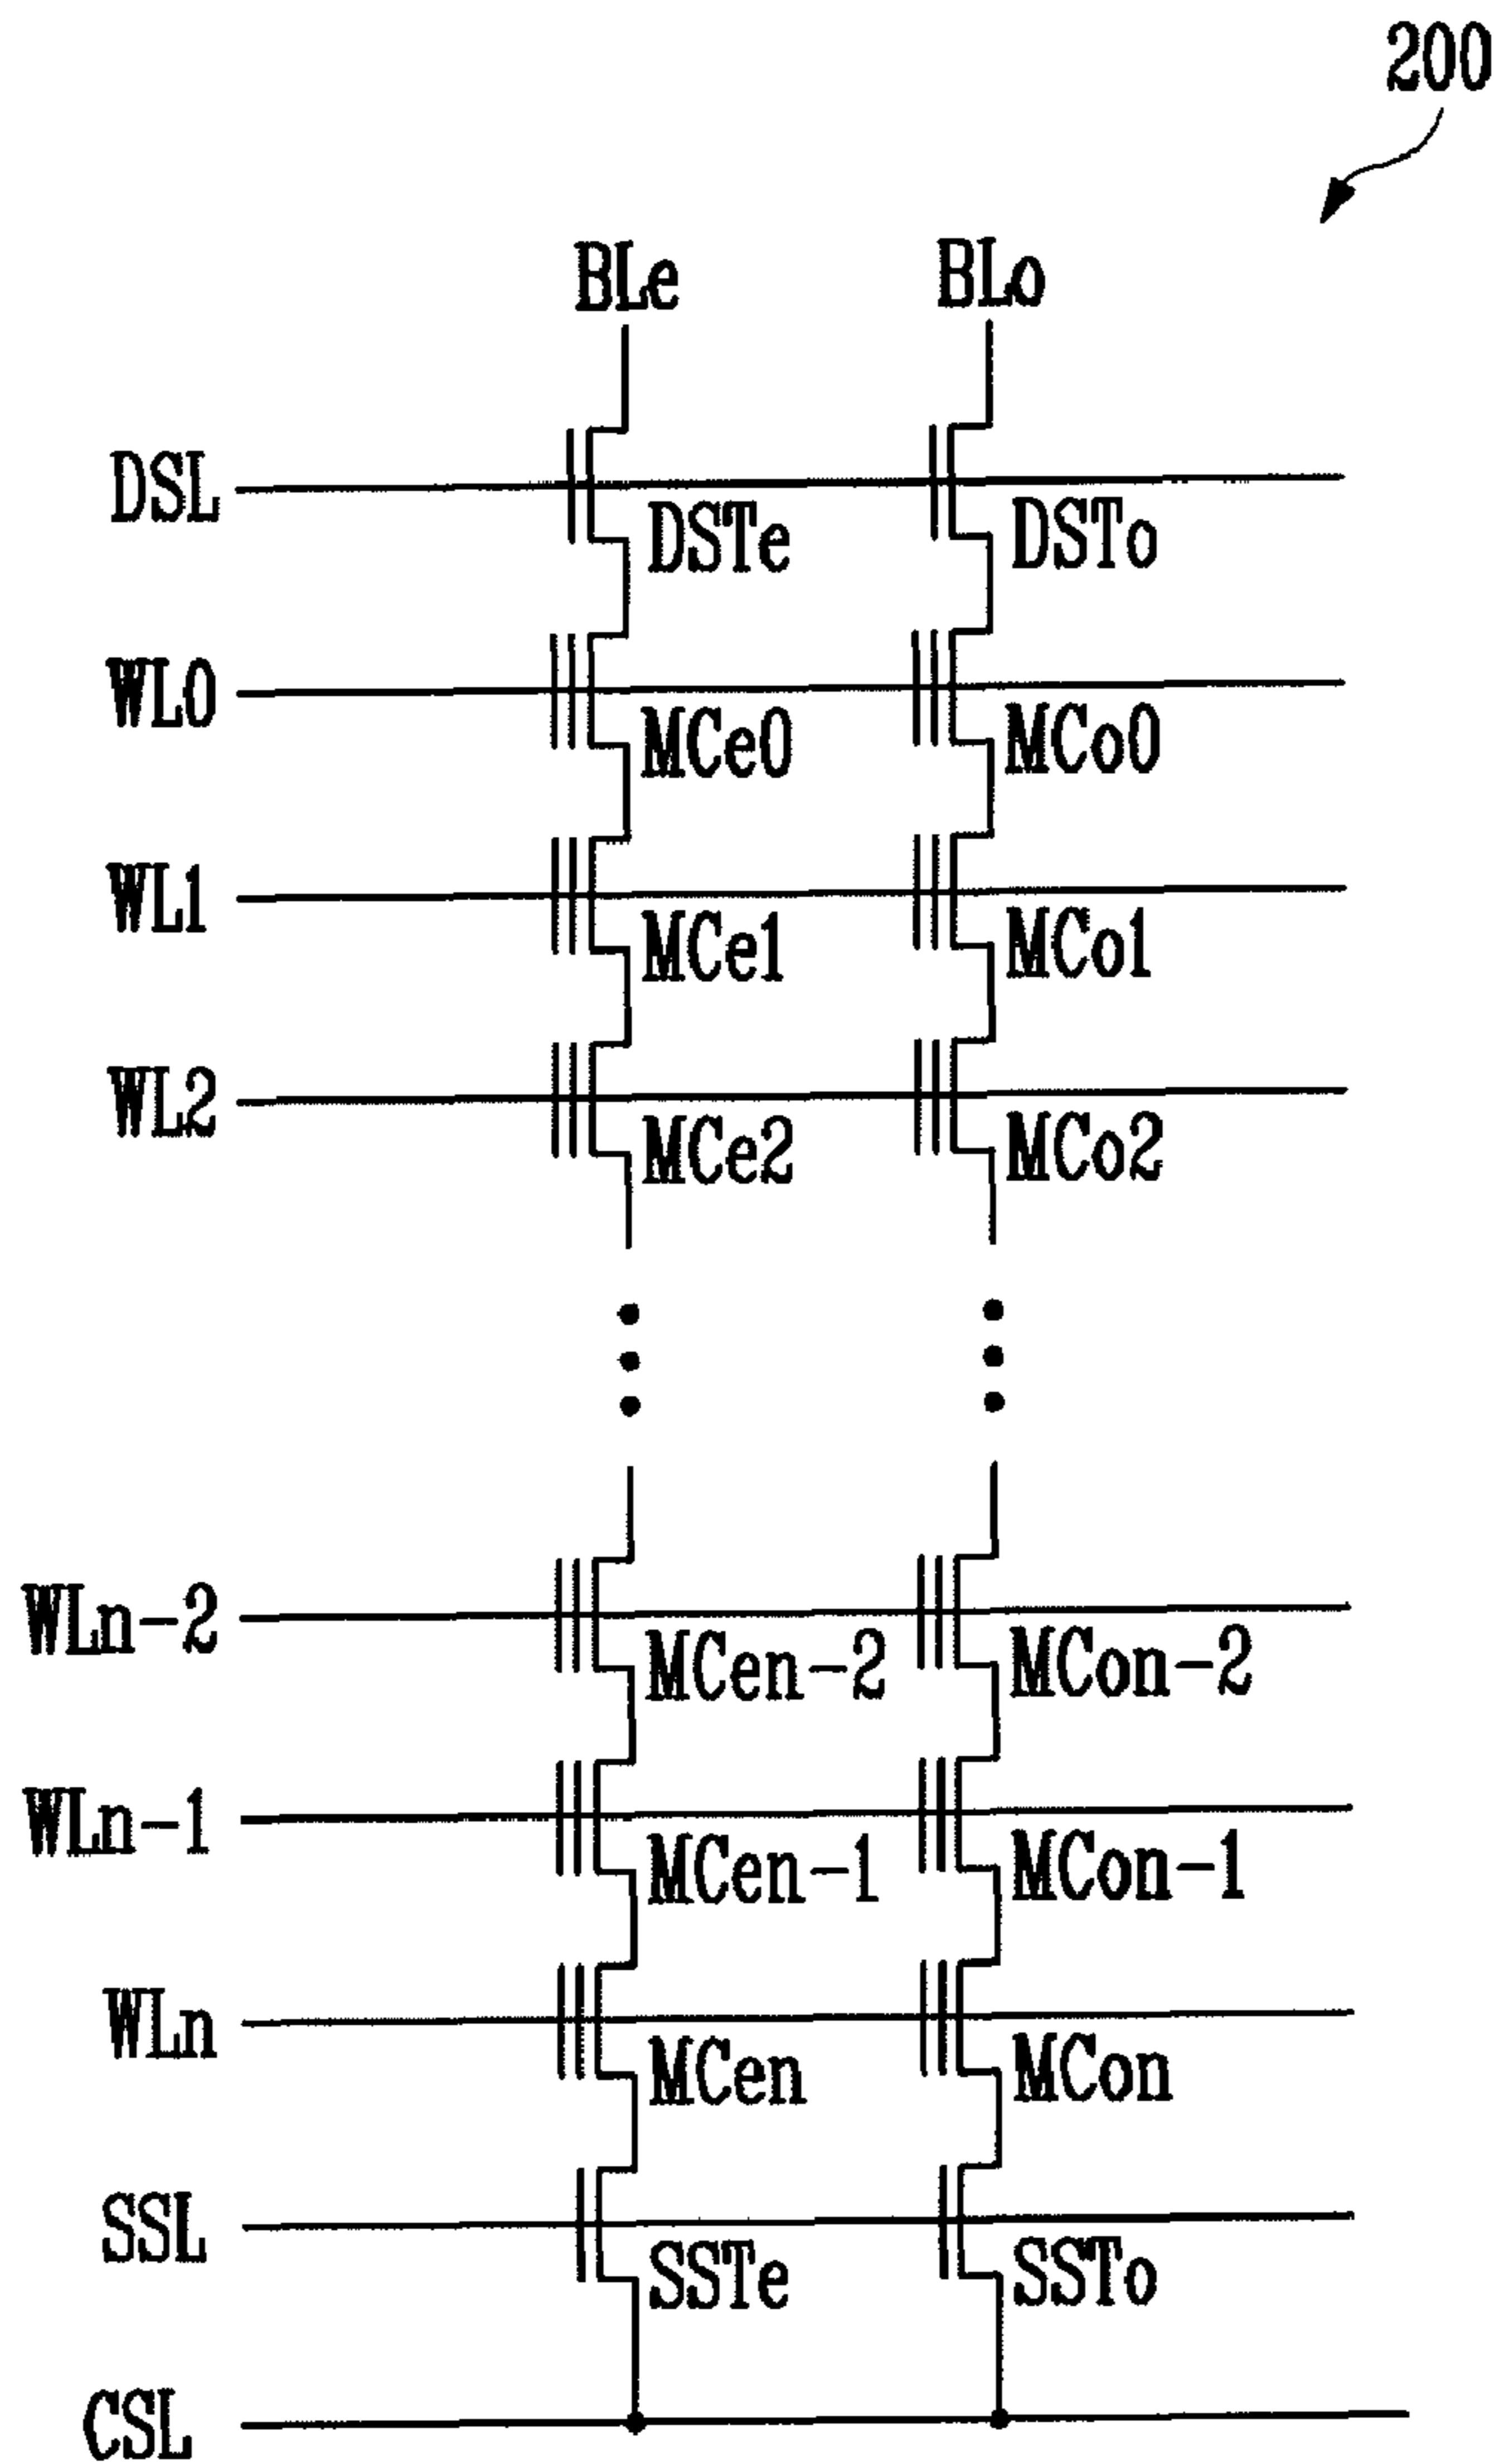 200
BLe BLo
DSL
DSTe DSTo
WL0
MCe0 MCo0
WL1
MCe1 MCo1
WL2
MCe2 MCo2
WLn-2
MCen-2 MCon-2
WLn-1
MCen-1 MCon-1
WLn
MCen MCon
SSL
SSTe SSTo
CSL